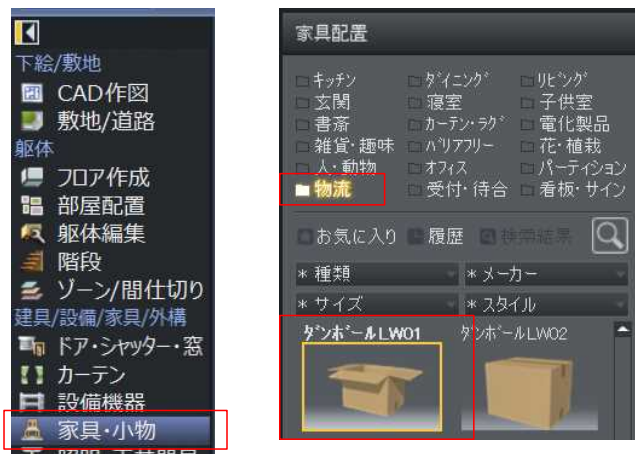 下絵/敷地
CAD作図
敷地/道路
躯体
フロア作成
部屋配置
躯体編集
階段
ゾーン/間仕切り
建具/設備/家具/外構
ドア・シャッター・窓
カーテン
設備機器
家具・小物
家具配置
キッチン ダイニング リビング
玄関 寝室 子供室
書斎 カーテン・ラグ 電化製品
雑貨・趣味 バリアフリー 花・植栽
人・動物 オフィス パーティション
物流 受付・待合 看板・サイン
お気に入り 履歴 検索結果
* 種類 * メーカー
* サイズ * スタイル
ダンボールLW01 ダンボールLW02